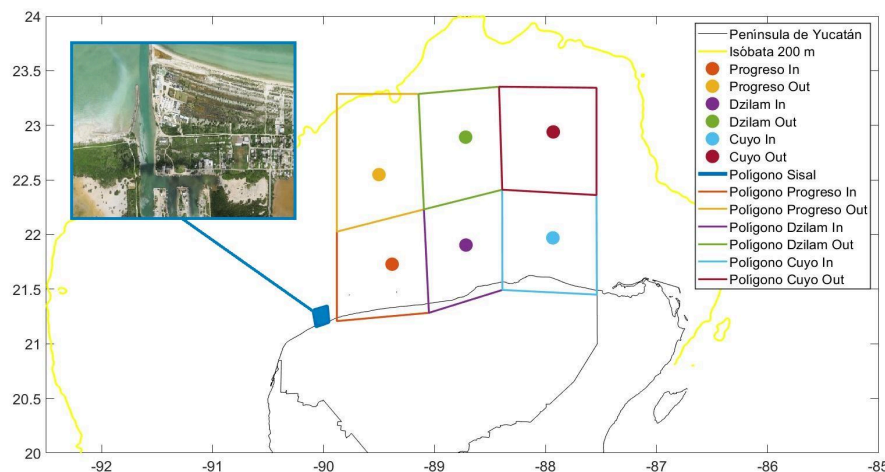 24
23.5
23
22.5
22
21.5
21
20.5
20
-92
-91
-90
-89
-88
-87
-86
-85
Península de Yucatán
Isóbata 200 m
Progreso In
Progreso Out
Dzilam In
Dzilam Out
Cuyo In
Cuyo Out
Polígono Sisal
Polígono Progreso In
Polígono Progreso Out
Polígono Dzilam In
Polígono Dzilam Out
Polígono Cuyo In
Polígono Cuyo Out